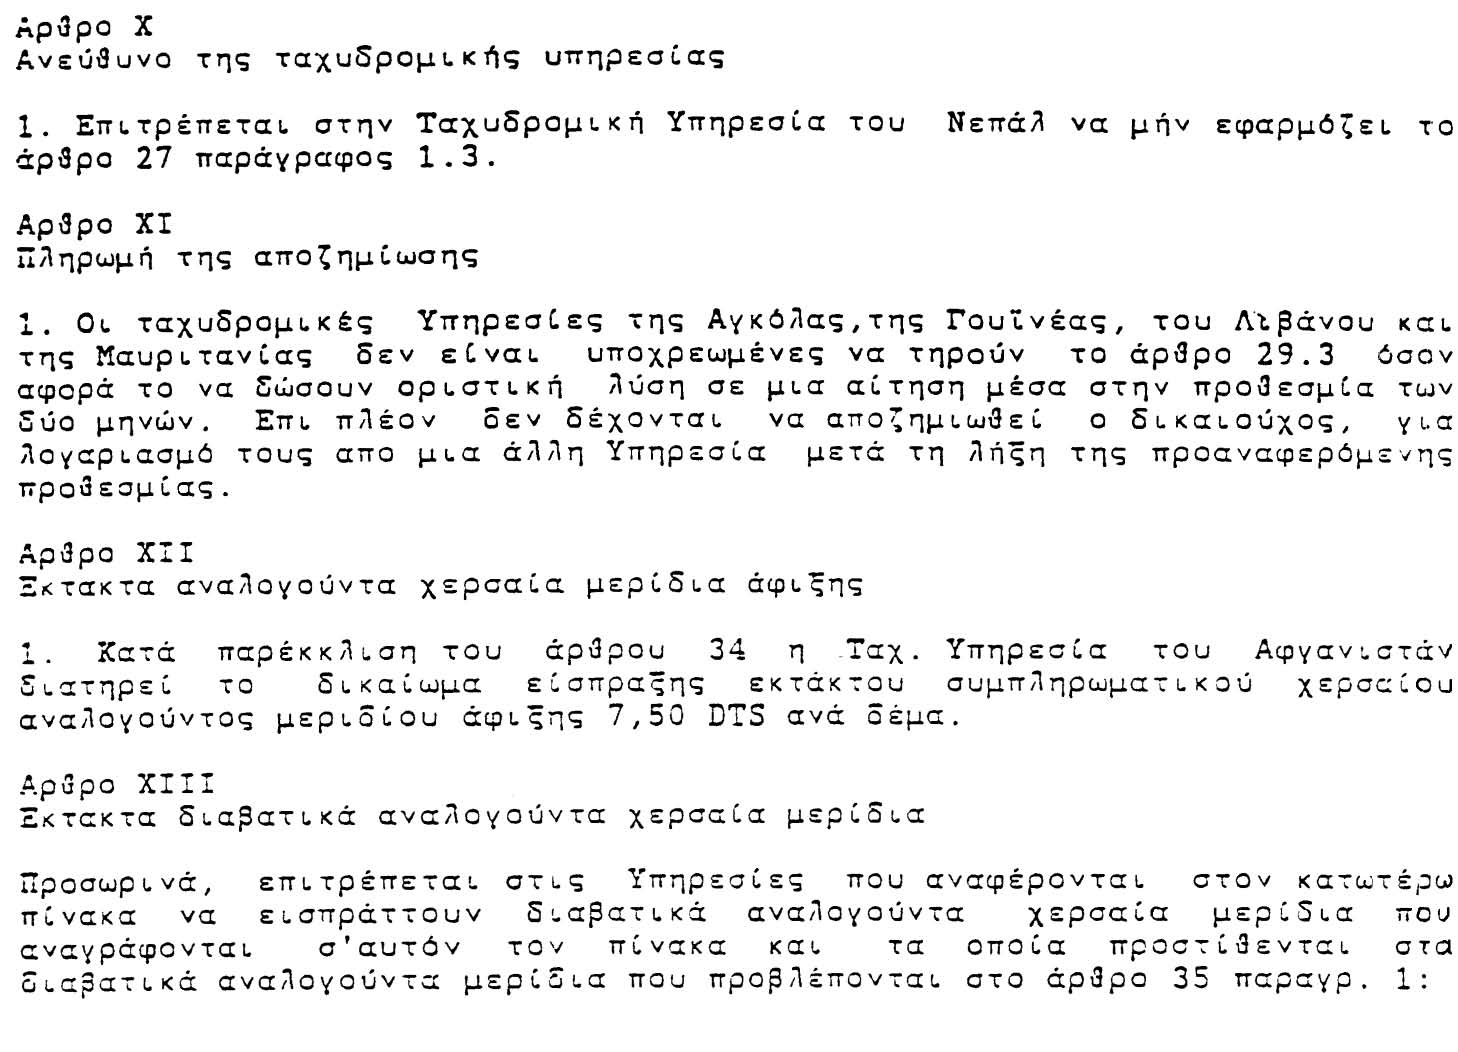 Αρθρο Χ
Ανεύθυνο της ταχυδρομικής υπηρεσίας
1. Επιτρέπεται στην Ταχυδρομική Υπηρεσία του Νεπάλ να μήν εφαρμόζει το
άρθρο 27 παράγραφος 1.3.
Αρθρο ΧΙ
Πληρωμή της αποζημίωσης
1. Οι ταχυδρομικές Υπηρεσίες της Αγκόλας,της Γουϊνέας, του Λιβάνου και
της Μαυριτανίας δεν είναι υποχρεωμένες να τηρούν το άρθρο 29.3 όσον
αφορά το να δώσουν οριστική λύση σε μια αίτηση μέσα στην προθεσμία των
δύο μηνών. Επι πλέον δεν δέχονται να αποζημιωθεί ο δικαιούχος, για
λογαριασμό τους απο μια άλλη Υπηρεσία μετά τη λήξη της προαναφερόμενης
προθεσμίας.
Αρθρο ΧΙΙ
Εκτακτα αναλογούντα χερσαία μερίδια άφιξης
1. Κατά παρέκκλιση του άρθρου 34 η Ταχ. Υπηρεσία του Αφγανιστάν
διατηρεί το δικαίωμα είσπραξης εκτάκτου συμπληρωματικού χερσαίου
αναλογούντος μεριδίου άφιξης 7,50 DTS ανά δέμα.
Αρθρο ΧΙΙΙ
Εκτακτα διαβατικά αναλογούντα χερσαία μερίδια
Προσωρινά, επιτρέπεται στις Υπηρεσίες που αναφέρονται στον κατωτέρω
πίνακα να εισπράττουν διαβατικά αναλογούντα χερσαία μερίδια που
αναγράφονται σ'αυτόν τον πίνακα και τα οποία προστίθενται στα
διαβατικά αναλογούντα μερίδια που προβλέπονται στο άρθρο 35 παραγρ. 1: